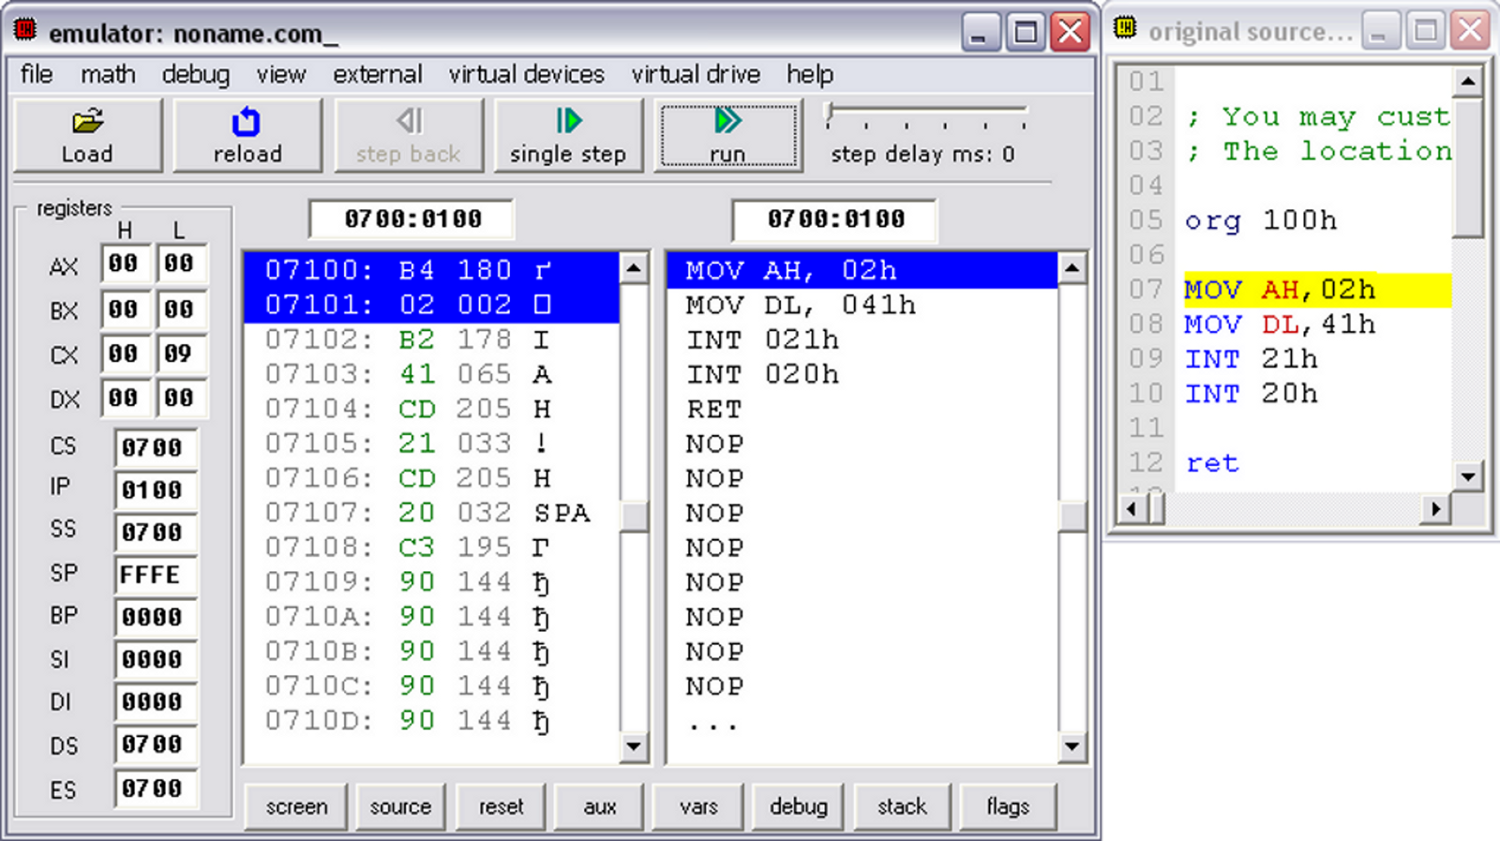 emulator: noname.com_
file math debug view external virtual devices virtual drive help
Load reload step back single step run step delay ms: 0
registers
H L
AX 00 00
BX 00 00
CX 00 09
DX 00 00
CS 0700
IP 0100
SS 0700
SP FFFE
BP 0000
SI 0000
DI 0000
DS 0700
ES 0700
0700:0100
07100: B4 180 ґ
07101: 02 002
07102: B2 178 І
07103: 41 065 A
07104: CD 205 Н
07105: 21 033 !
07106: CD 205 Н
07107: 20 032 SPA
07108: C3 195 Г
07109: 90 144 ђ
0710A: 90 144 ђ
0710B: 90 144 ђ
0710C: 90 144 ђ
0710D: 90 144 ђ
0700:0100
MOV AH, 02h
MOV DL, 041h
INT 021h
INT 020h
RET
NOP
NOP
NOP
NOP
NOP
NOP
NOP
NOP
...
screen source reset aux vars debug stack flags
original source...
01
02 ; You may cust
03 ; The location
04
05 org 100h
06
07 MOV AH,02h
08 MOV DL,41h
09 INT 21h
10 INT 20h
11
12 ret